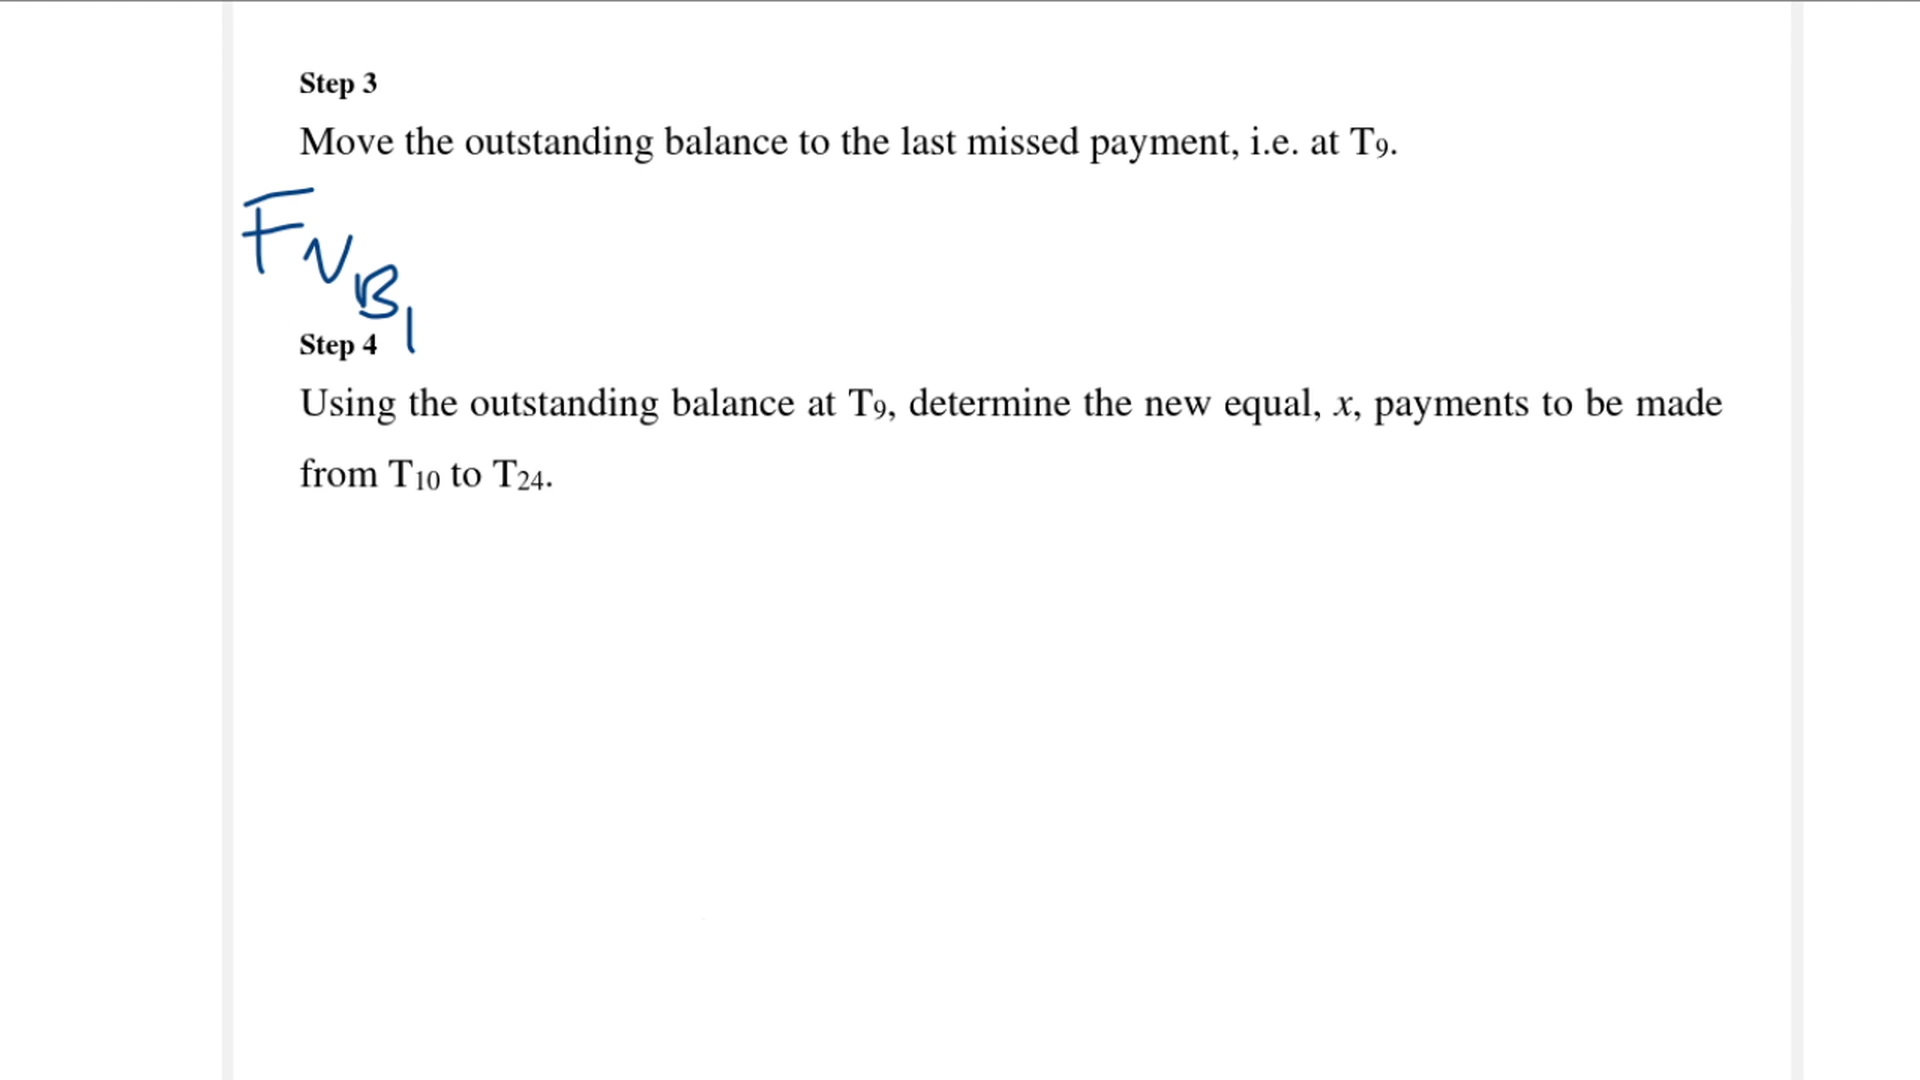 Step 3
Move the outstanding balance to the last missed payment, i.e. at T9.
FNB1
Step 4
Using the outstanding balance at T9, determine the new equal, x, payments to be made
from T10 to T24.